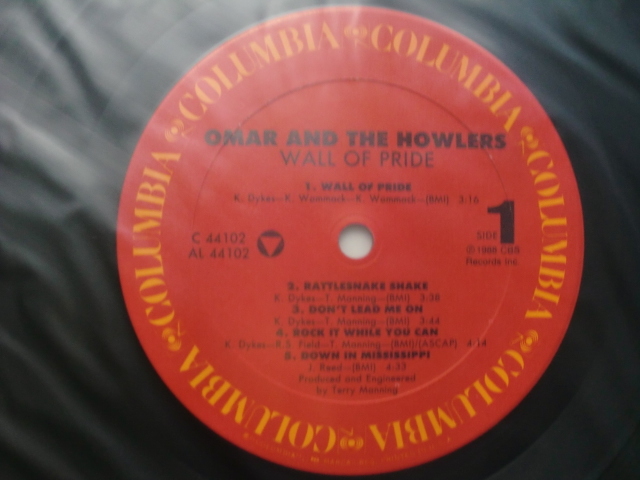 COLUMBIA COLUMBIA COLUMBIA COLUMBIA COLUMBIA COLUMBIA
OMAR AND THE HOWLERS
WALL OF PRIDE
1. WALL OF PRIDE
K. Dykes—K. Wommack—K. Wommack—(BMI) 3:16
C 44102
AL 44102
SIDE 1
℗1988 CBS
Records Inc.
2. RATTLESNAKE SHAKE
K. Dykes—T. Manning—(BMI) 3:38
3. DON'T LEAD ME ON
K. Dykes—T. Manning—(BMI) 3:44
4. ROCK IT WHILE YOU CAN
K. Dykes—R.S. Field—T. Manning—(BMI)/(ASCAP) 4:14
5. DOWN IN MISSISSIPPI
J. Reed—(BMI) 4:33
Produced and Engineered
by Terry Manning